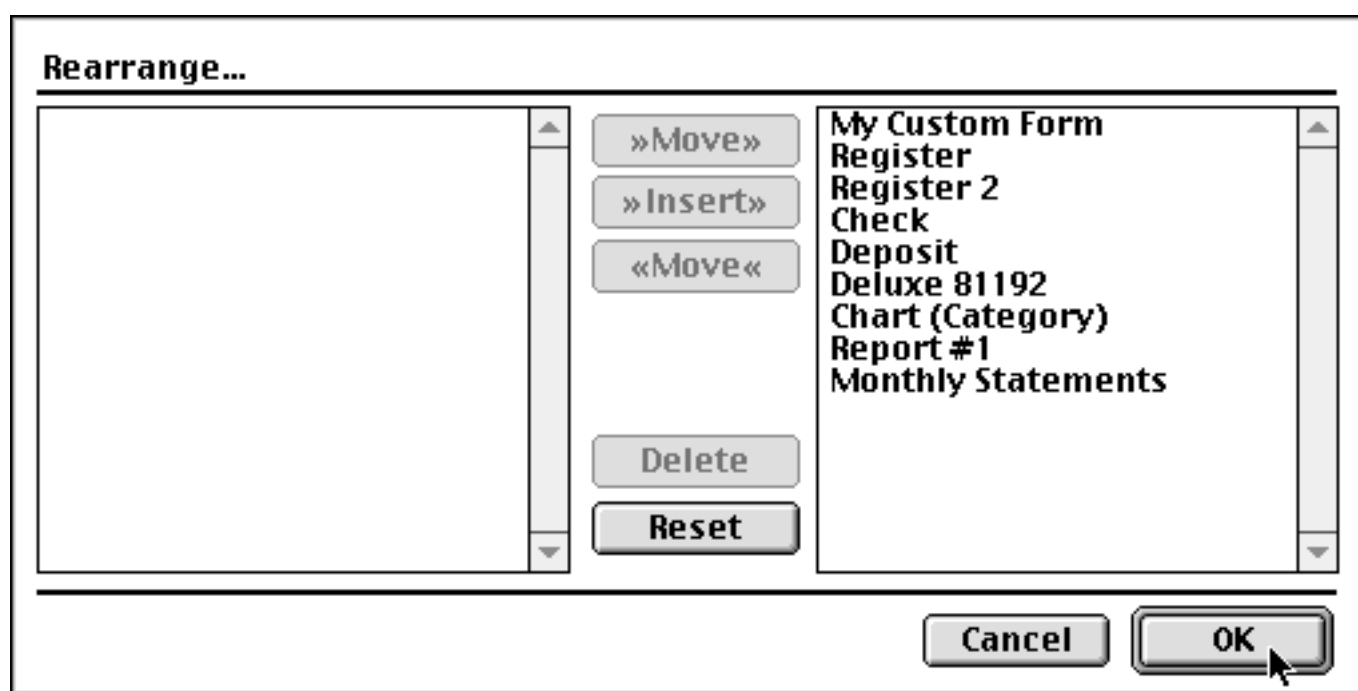 Rearrange...
»Move»
»Insert»
«Move«
Delete
Reset
My Custom Form
Register
Register 2
Check
Deposit
Deluxe 81192
Chart (Category)
Report #1
Monthly Statements
Cancel
OK